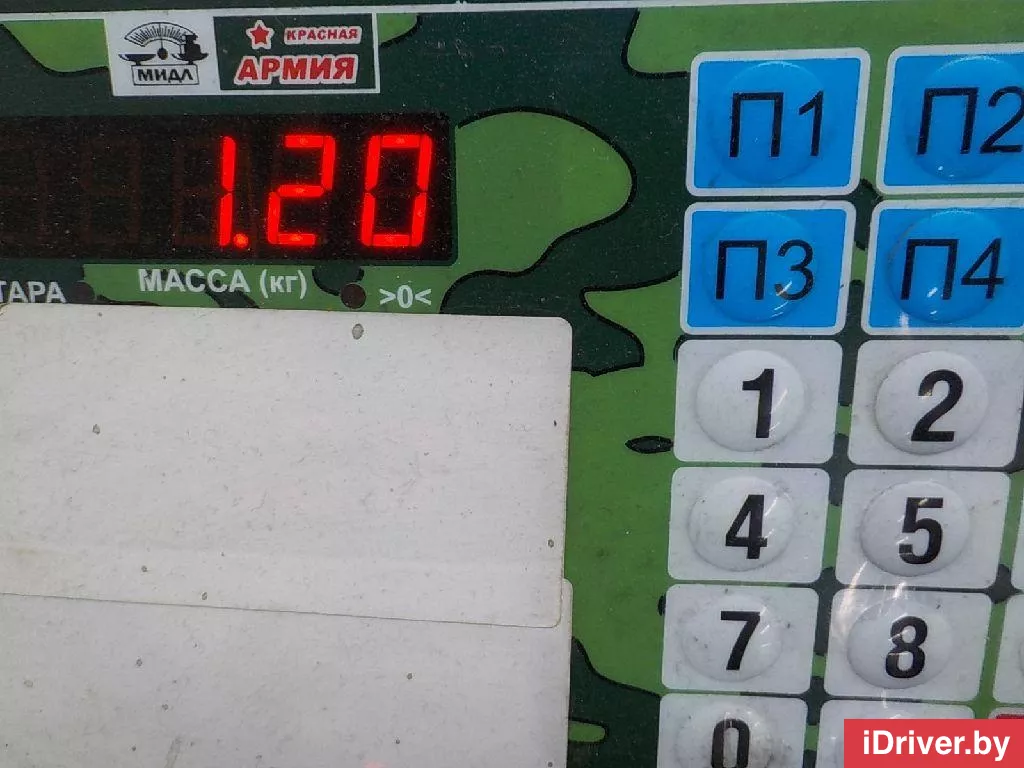 КРАСНАЯ
МИДЛ АРМИЯ
1.20
ТАРА МАССА (кг) >0<
П1 П2
П3 П4
1 2
4 5
7 8
0
iDriver.by